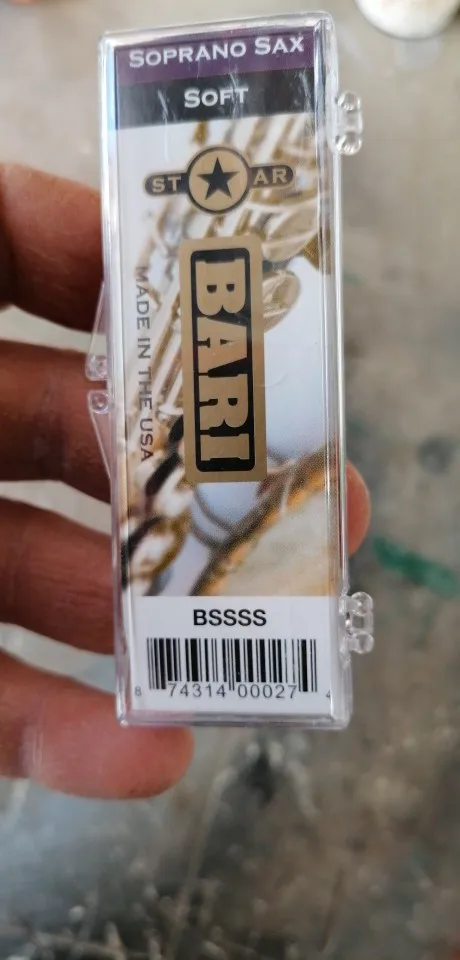 SOPRANO SAX
SOFT
ST★AR
BARI
MADE IN THE USA
BSSSS
8 74314 00027 4